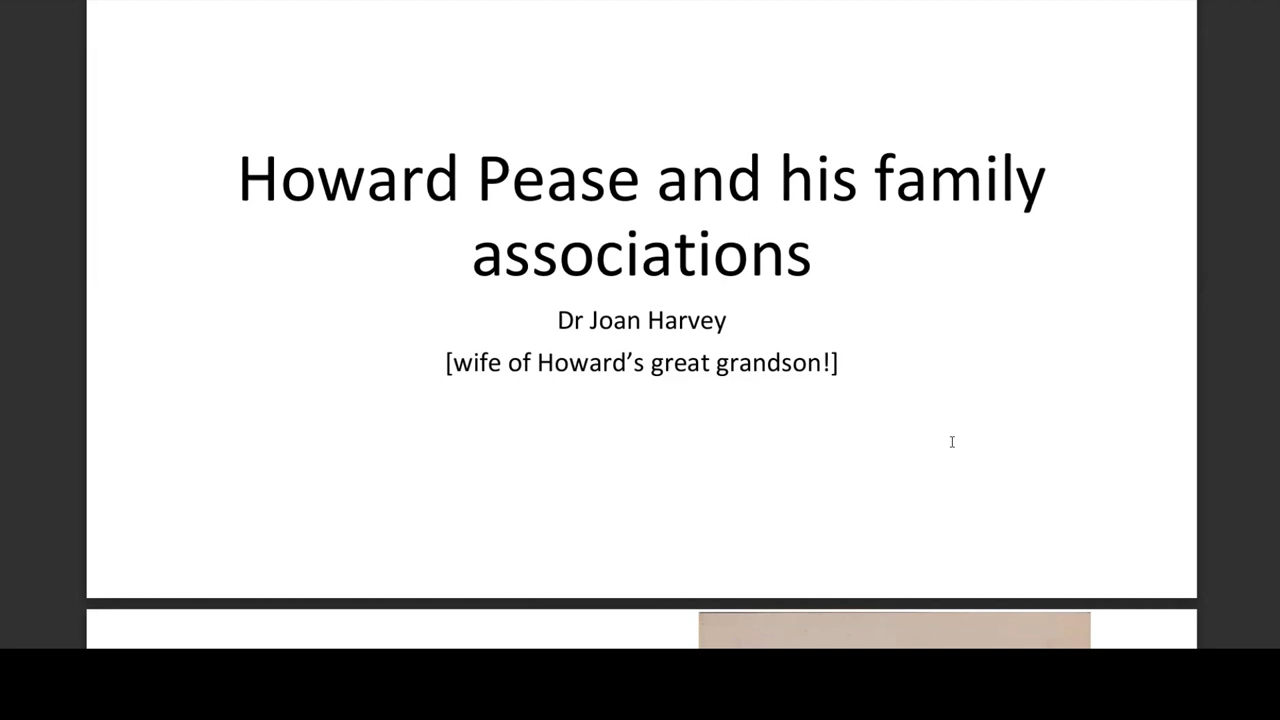 Howard Pease and his family
associations
Dr Joan Harvey
[wife of Howard’s great grandson!]